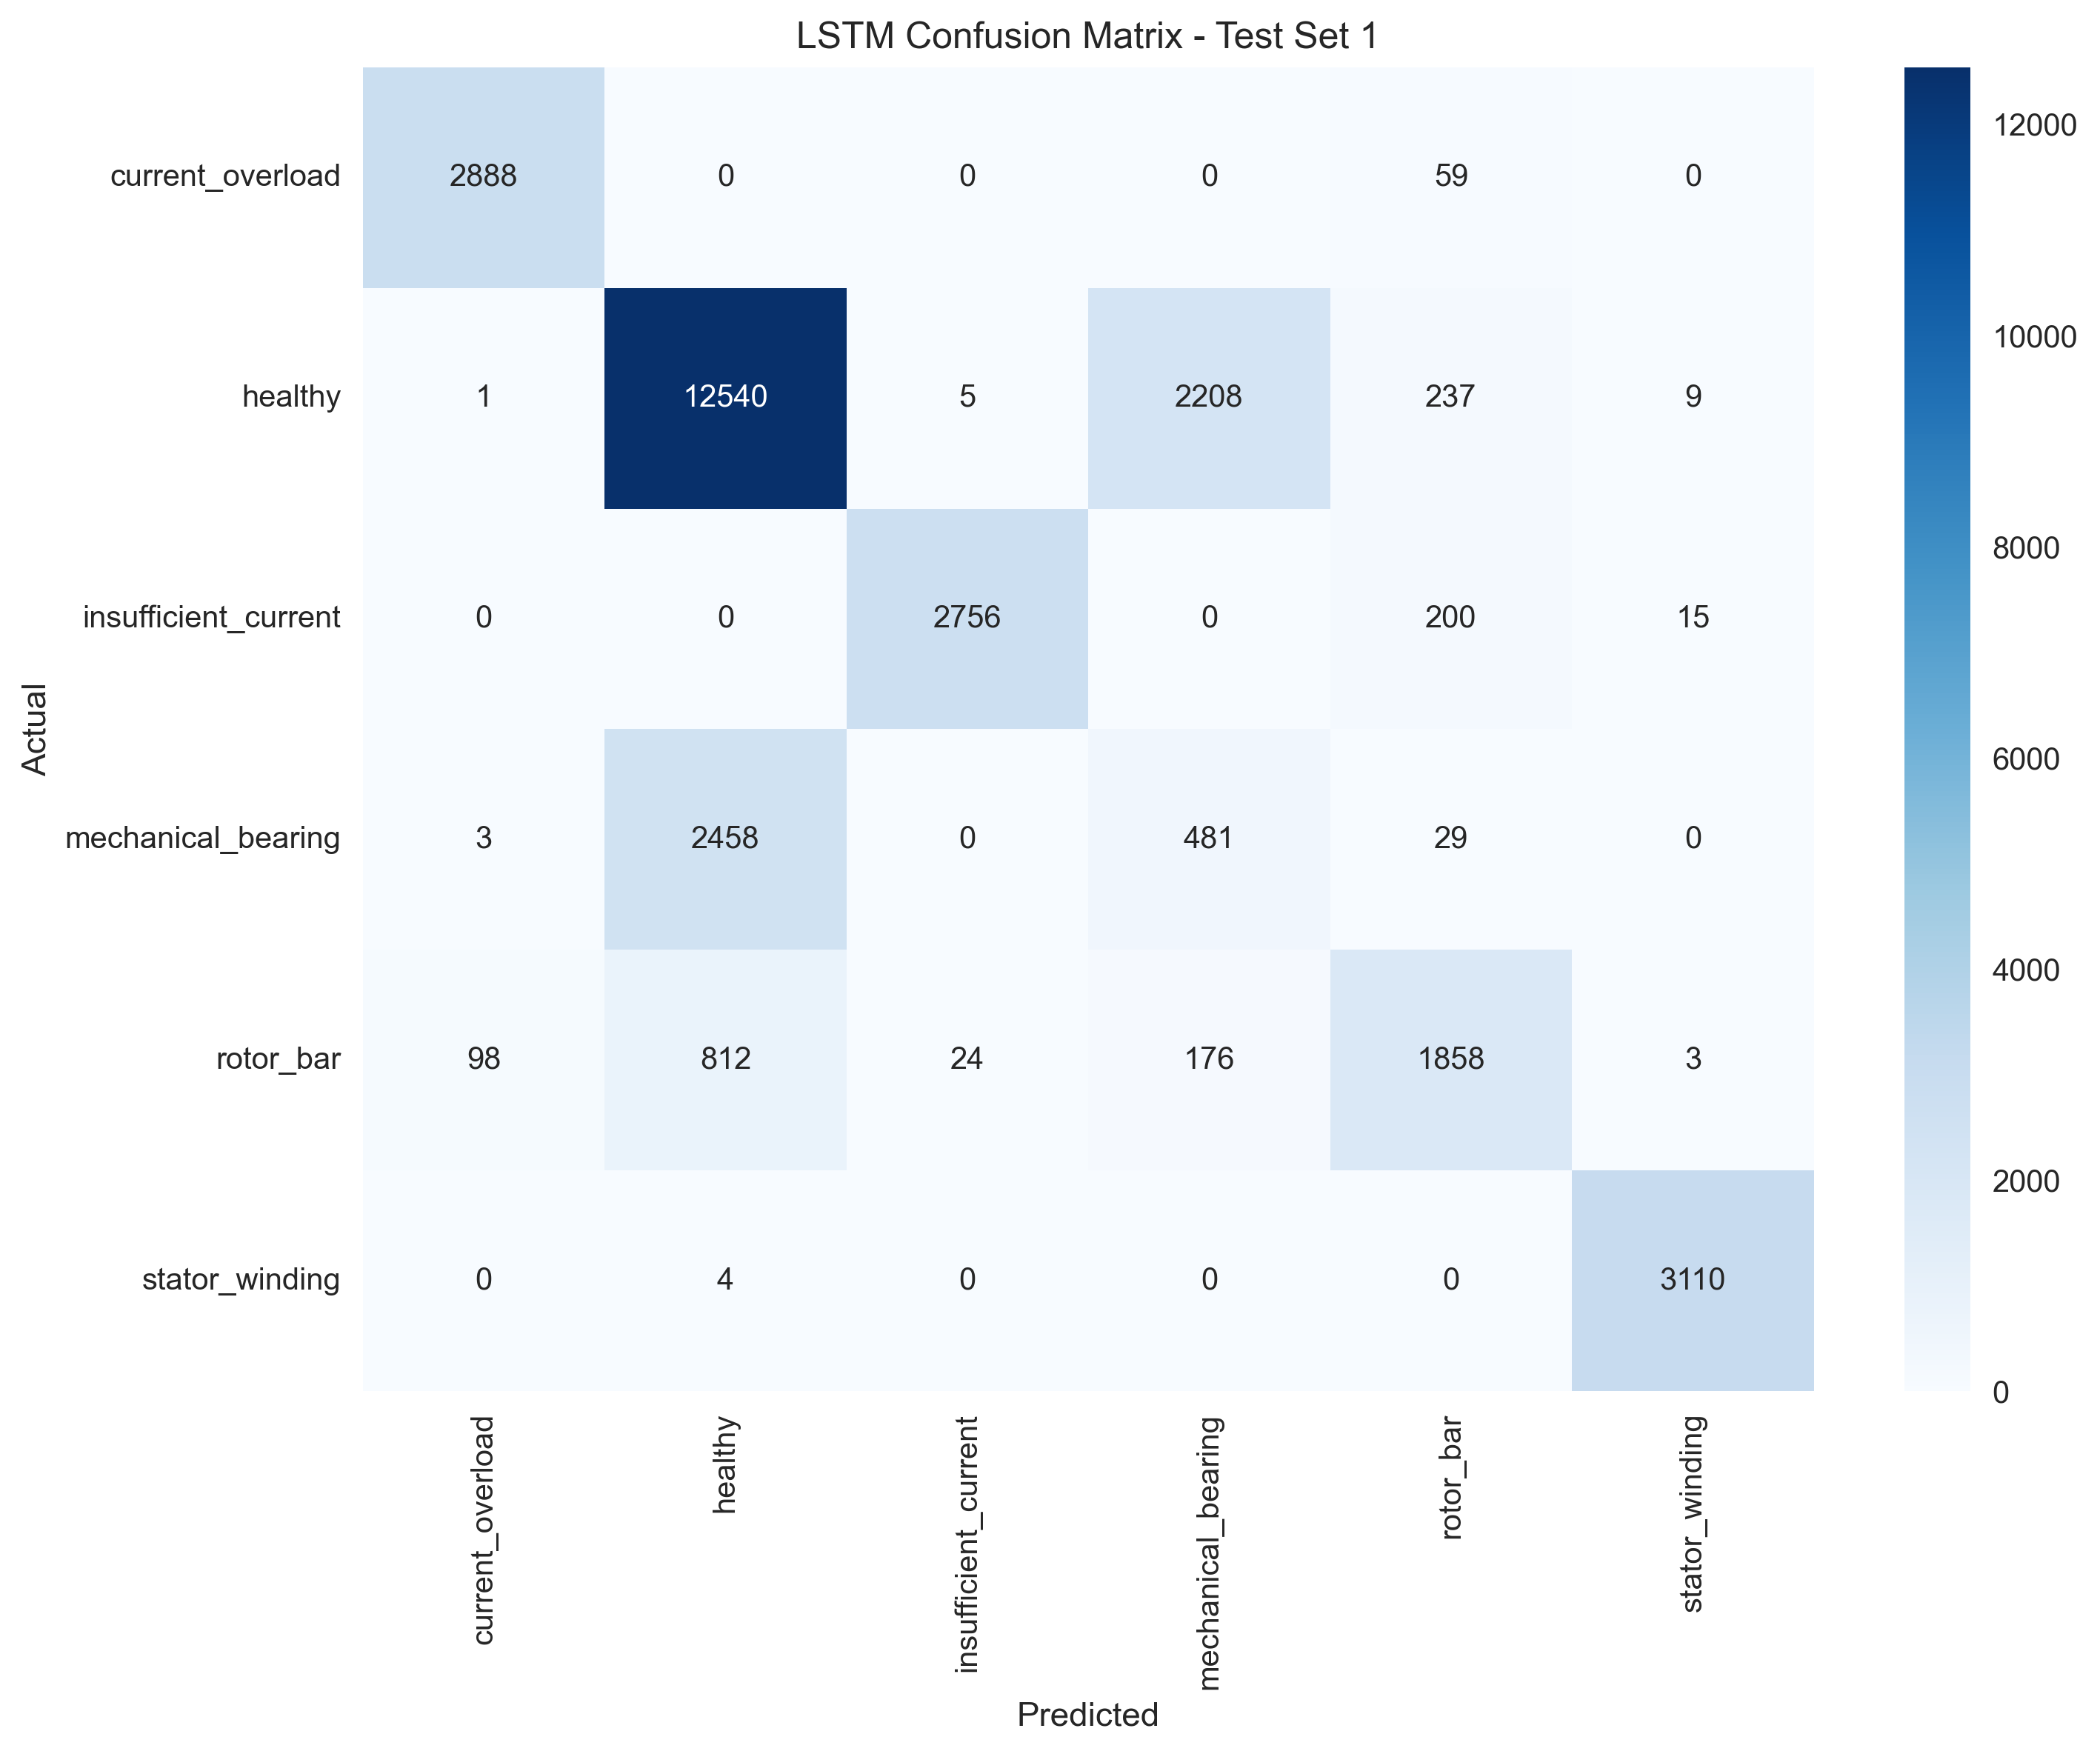 LSTM Confusion Matrix - Test Set 1
current_overload 2888 0 0 0 59 0
healthy 1 12540 5 2208 237 9
insufficient_current 0 0 2756 0 200 15
mechanical_bearing 3 2458 0 481 29 0
rotor_bar 98 812 24 176 1858 3
stator_winding 0 4 0 0 0 3110
Actual
current_overload
healthy
insufficient_current
mechanical_bearing
rotor_bar
stator_winding
Predicted
12000
10000
8000
6000
4000
2000
0